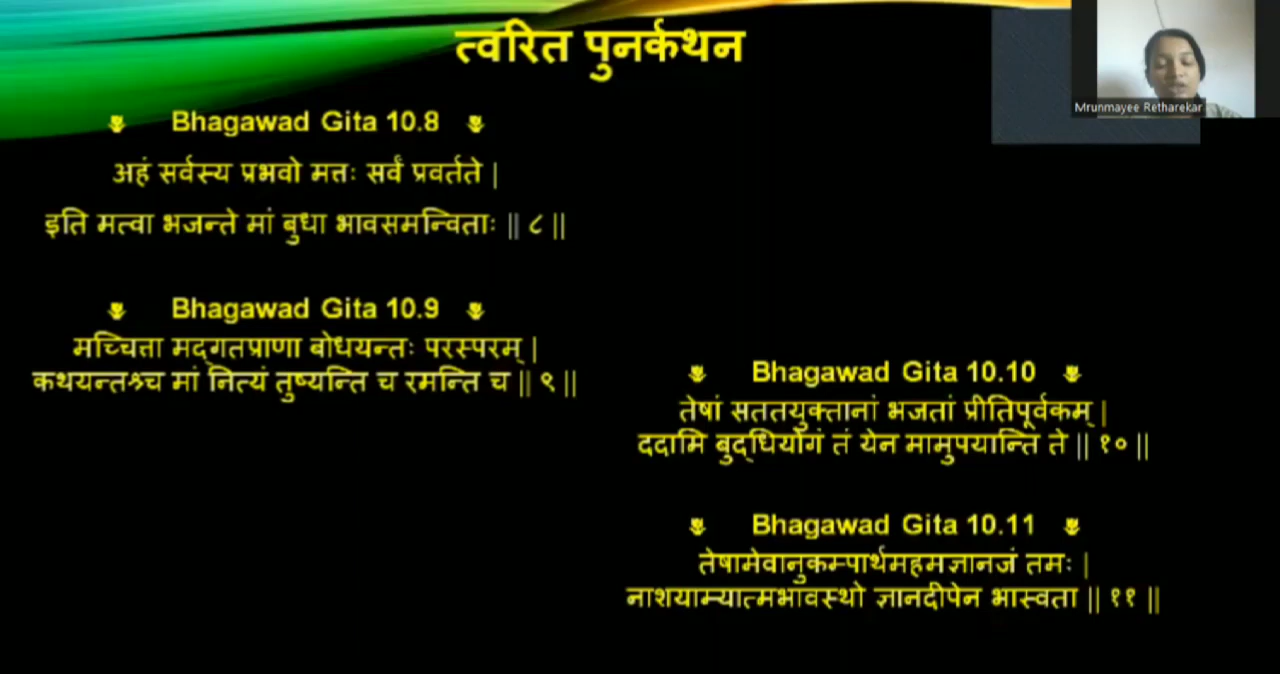 त्वरित पुनर्कथन
Mrunmayee Retharekar
Bhagawad Gita 10.8
अहं सर्वस्य प्रभवो मत्तः सर्वं प्रवर्तते |
इति मत्वा भजन्ते मां बुधा भावसमन्विताः || ८ ||
Bhagawad Gita 10.9
मच्चित्ता मद्गतप्राणा बोधयन्तः परस्परम् |
कथयन्तश्च मां नित्यं तुष्यन्ति च रमन्ति च || ९ ||
Bhagawad Gita 10.10
तेषां सततयुक्तानां भजतां प्रीतिपूर्वकम् |
ददामि बुद्धियोगं तं येन मामुपयान्ति ते || १० ||
Bhagawad Gita 10.11
तेषामेवानुकम्पार्थमहमज्ञानजं तमः |
नाशयाम्यात्मभावस्थो ज्ञानदीपेन भास्वता || ११ ||